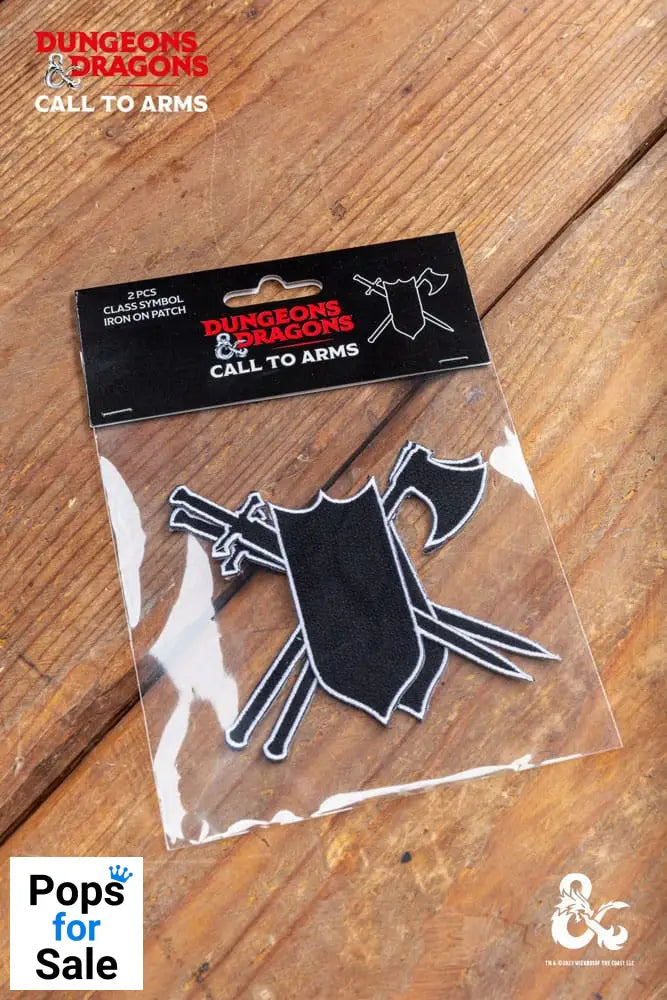 DUNGEONS
& DRAGONS
CALL TO ARMS
2 PCS
CLASS SYMBOL
IRON ON PATCH
DUNGEONS
& DRAGONS
CALL TO ARMS
Pops
for
Sale
&